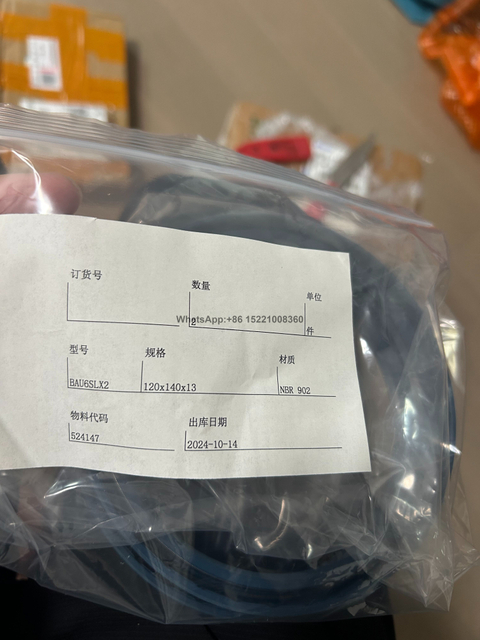 订货号
数量
单位
2
WhatsApp:+86 15221008360
件
型号
规格
材质
BAU6SLX2
120x140x13
NBR 902
物料代码
出库日期
524147
2024-10-14